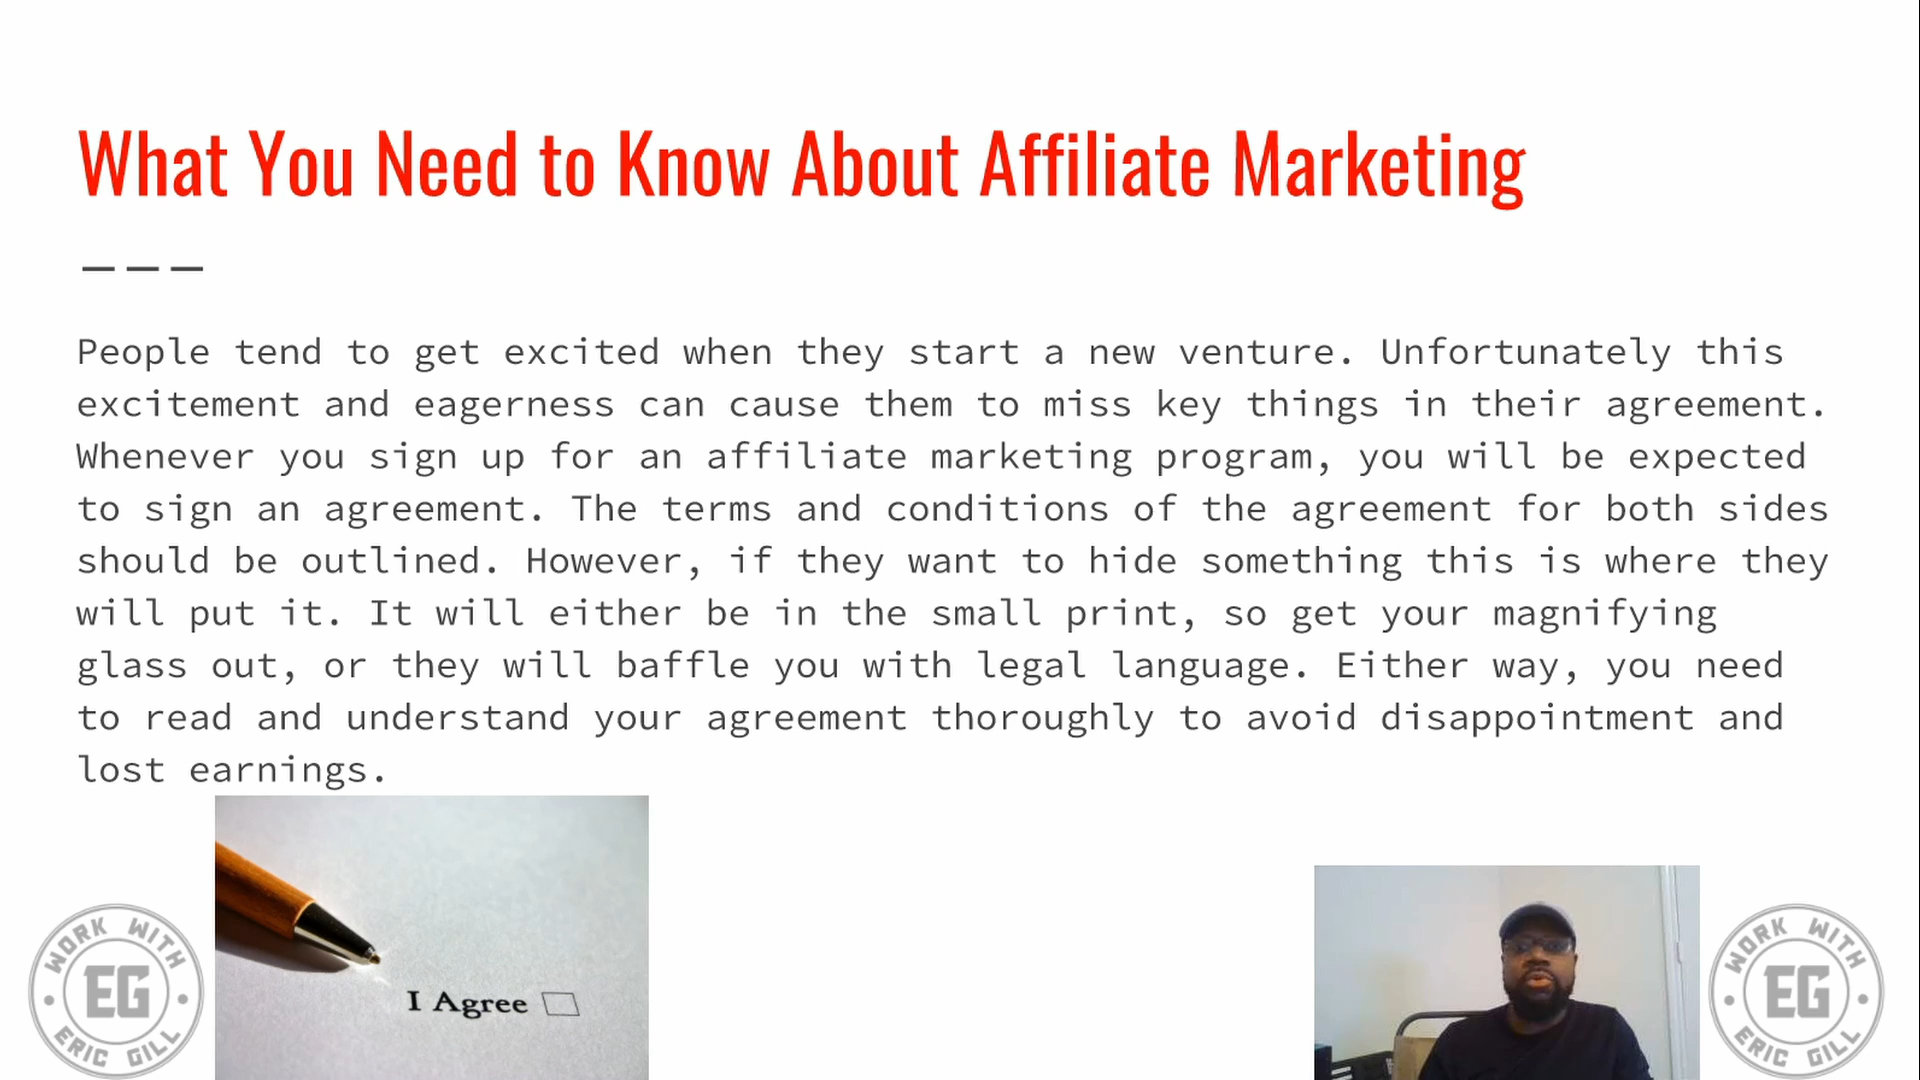 What You Need to Know About Affiliate Marketing
People tend to get excited when they start a new venture. Unfortunately this
excitement and eagerness can cause them to miss key things in their agreement.
Whenever you sign up for an affiliate marketing program, you will be expected
to sign an agreement. The terms and conditions of the agreement for both sides
should be outlined. However, if they want to hide something this is where they
will put it. It will either be in the small print, so get your magnifying
glass out, or they will baffle you with legal language. Either way, you need
to read and understand your agreement thoroughly to avoid disappointment and
lost earnings.
I Agree
WORK WITH
EG
ERIC GILL
WORK WITH
EG
ERIC GILL